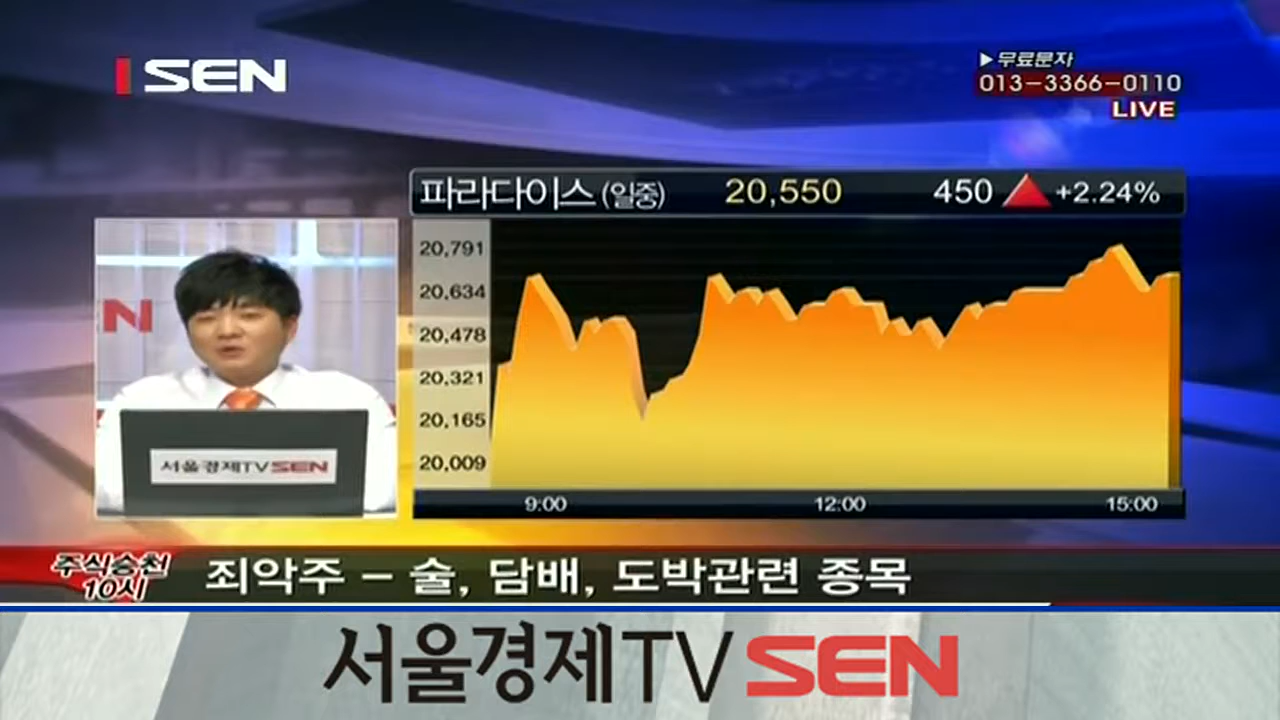 SEN
▶무료문자
013-3366-0110
LIVE
파라다이스 (일중) 20,550 450 ▲ +2.24%
20,791
20,634
20,478
20,321
20,165
20,009
9:00 12:00 15:00
N
서울경제TV SEN
주식승천
10시
죄악주 - 술, 담배, 도박관련 종목
서울경제TV SEN